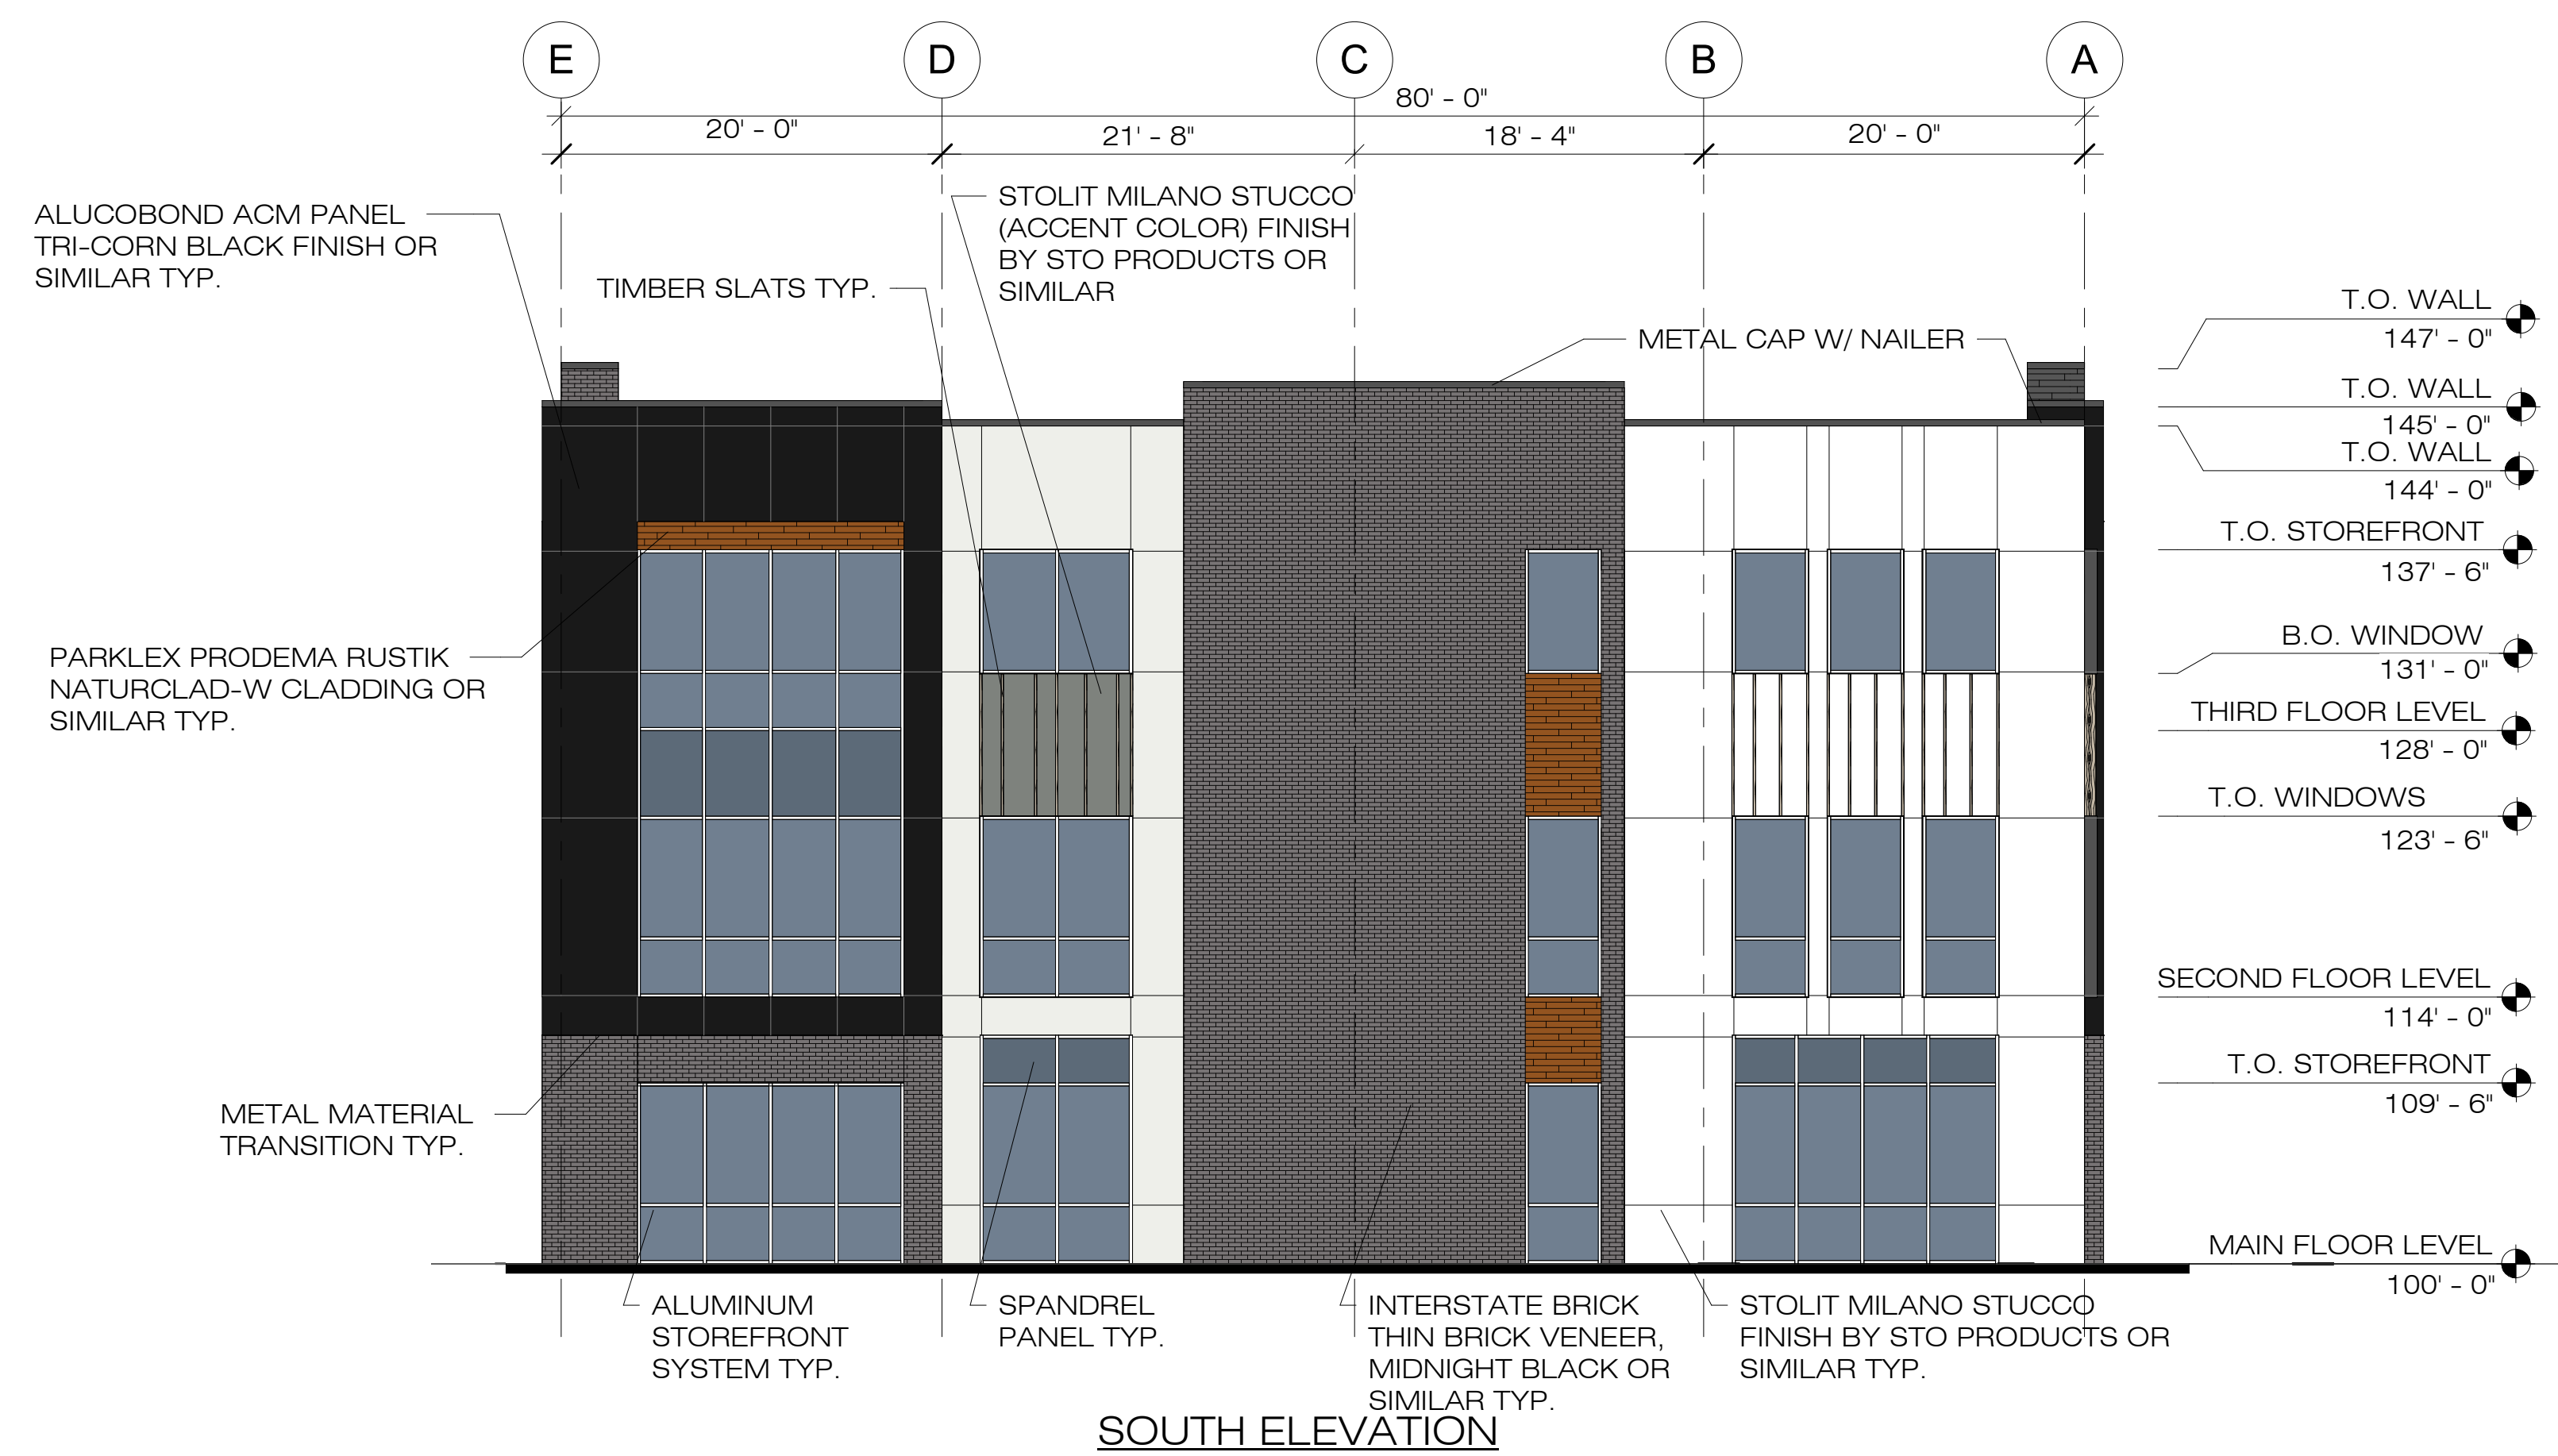 E
D
C
B
A
80' - 0"
20' - 0"
21' - 8"
18' - 4"
20' - 0"
ALUCOBOND ACM PANEL
TRI-CORN BLACK FINISH OR
SIMILAR TYP.
TIMBER SLATS TYP.
STOLIT MILANO STUCCO
(ACCENT COLOR) FINISH
BY STO PRODUCTS OR
SIMILAR
METAL CAP W/ NAILER
T.O. WALL
147' - 0"
T.O. WALL
145' - 0"
T.O. WALL
144' - 0"
T.O. STOREFRONT
137' - 6"
B.O. WINDOW
131' - 0"
THIRD FLOOR LEVEL
128' - 0"
T.O. WINDOWS
123' - 6"
SECOND FLOOR LEVEL
114' - 0"
T.O. STOREFRONT
109' - 6"
MAIN FLOOR LEVEL
100' - 0"
PARKLEX PRODEMA RUSTIK
NATURCLAD-W CLADDING OR
SIMILAR TYP.
METAL MATERIAL
TRANSITION TYP.
ALUMINUM
STOREFRONT
SYSTEM TYP.
SPANDREL
PANEL TYP.
INTERSTATE BRICK
THIN BRICK VENEER,
MIDNIGHT BLACK OR
SIMILAR TYP.
STOLIT MILANO STUCCO
FINISH BY STO PRODUCTS OR
SIMILAR TYP.
SOUTH ELEVATION